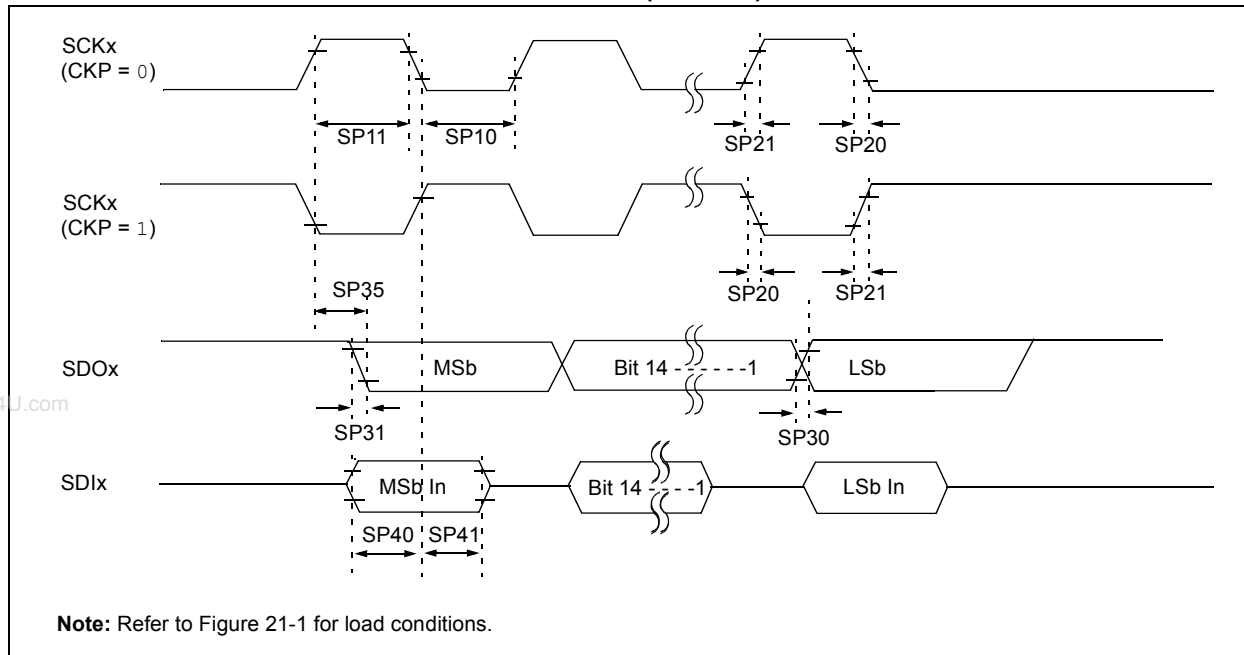 SCKx
(CKP = 0)
SP11
SP10
SP21
SP20
SCKx
(CKP = 1)
SP35
SP20
SP21
SDOx
MSb
Bit 14 - - - - - -1
LSb
4U.com
SP31
SP30
SDIx
MSb In
Bit 14 - - - -1
LSb In
SP40
SP41
Note: Refer to Figure 21-1 for load conditions.